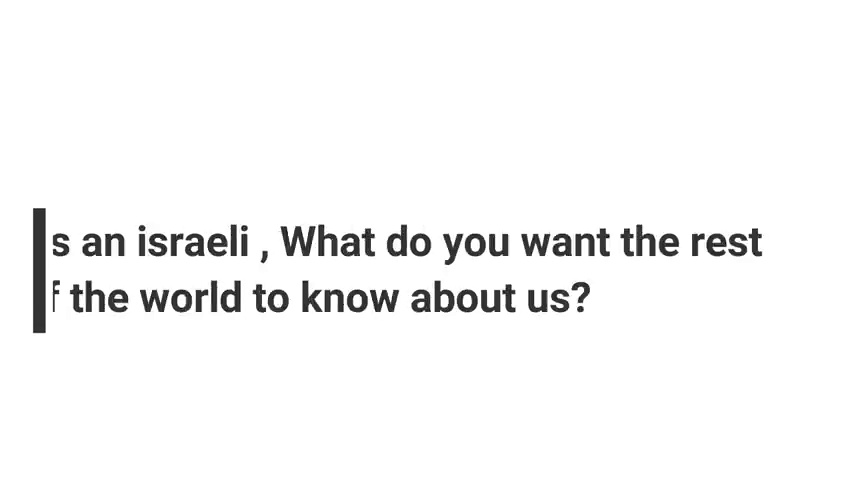 s an israeli , What do you want the rest
f the world to know about us?